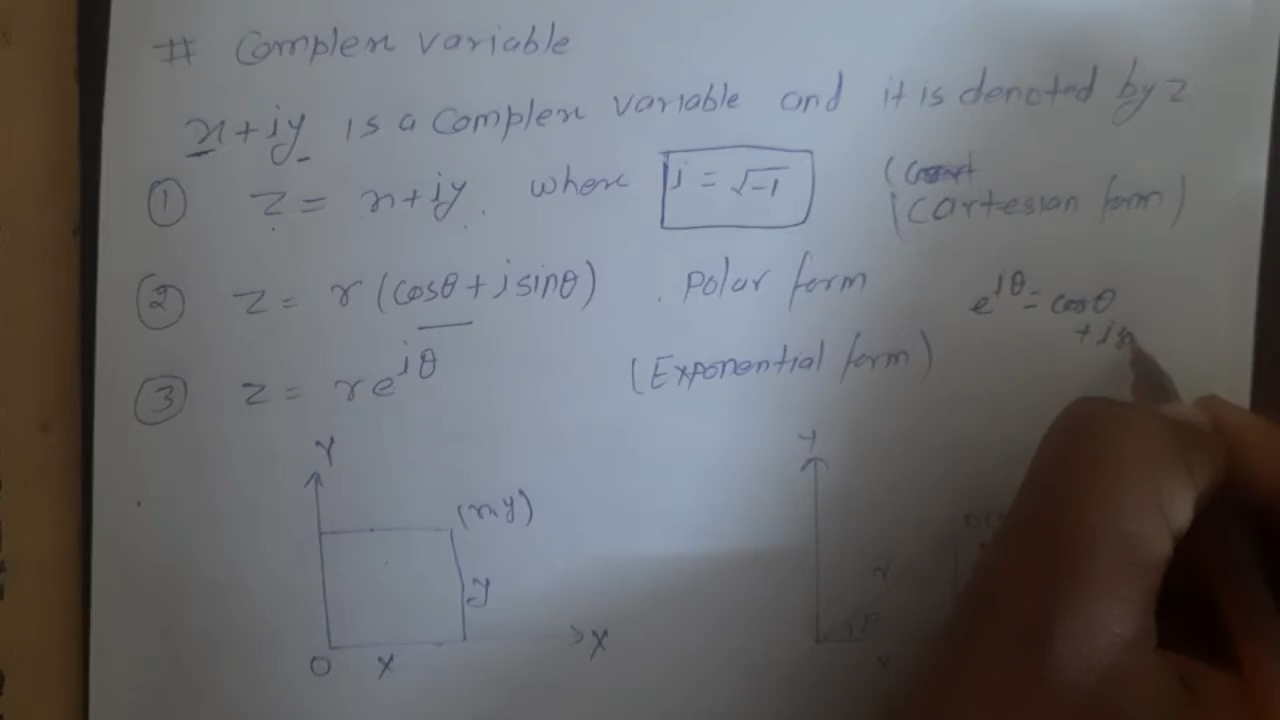 # Complex variable
x+iy is a complex variable and it is denoted by z
① z = x+iy. where i = √-1
(Cartesian form)
② z = r (cosθ + i sinθ) . polar form
e^iθ = cosθ
+ i
③ z = re^iθ (Exponential form)
Y
Y
(x,y)
y
r
θ
X
O X
x